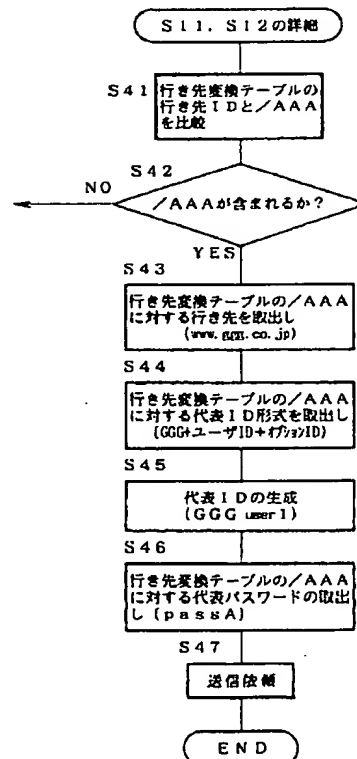 S11, S12の詳細
S41
行き先変換テーブルの
行き先IDと/AAA
を比較
S42
NO
/AAAが含まれるか?
YES
S43
行き先変換テーブルの/AAA
に対する行き先を取出し
(www.ggg.co.jp)
S44
行き先変換テーブルの/AAA
に対する代表ID形式を取出し
(GGG+ユーザID+オプションID)
S45
代表IDの生成
(GGG user1)
S46
行き先変換テーブルの/AAA
に対する代表パスワードの取出
し(passA)
S47
送信依頼
END